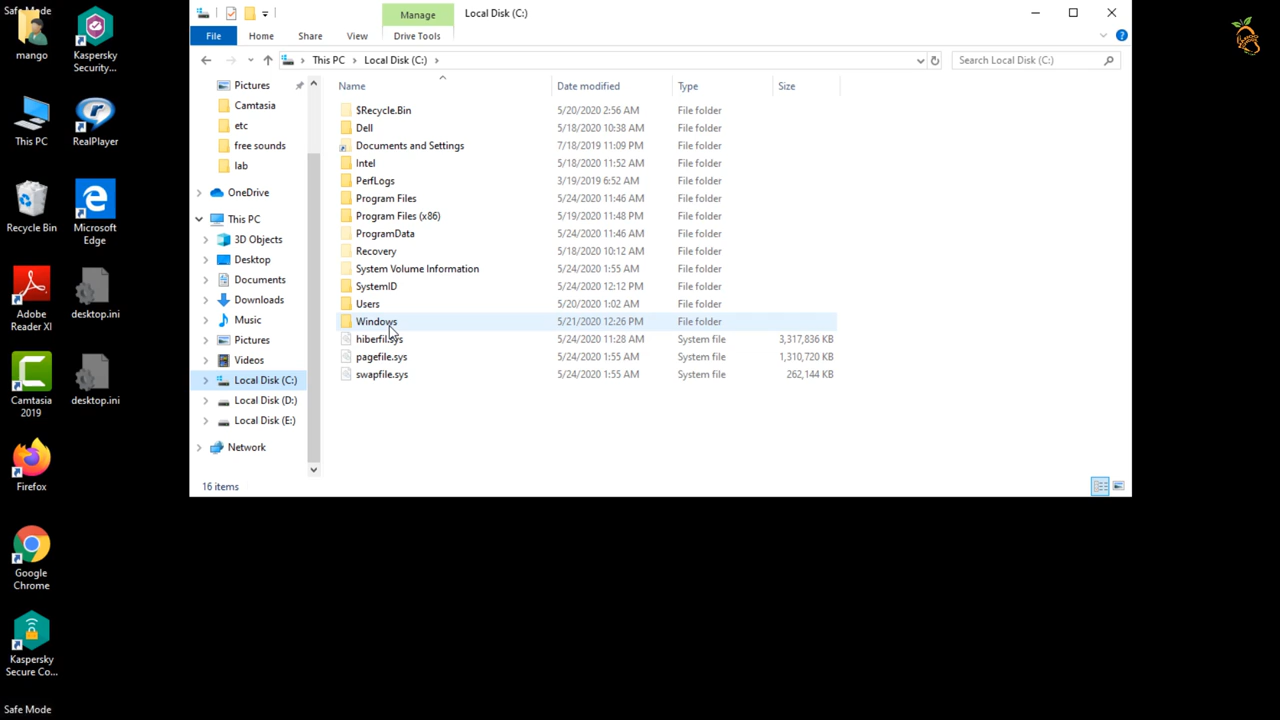 Safe Mode
mango
Kaspersky
Security...
This PC
RealPlayer
Recycle Bin
Microsoft
Edge
Adobe
Reader XI
desktop.ini
Camtasia
2019
desktop.ini
Firefox
Google
Chrome
Kaspersky
Secure Co...
Safe Mode
Manage
Local Disk (C:)
File
Home
Share
View
Drive Tools
This PC
Local Disk (C:)
Search Local Disk (C:)
Pictures
Camtasia
etc
free sounds
lab
OneDrive
This PC
3D Objects
Desktop
Documents
Downloads
Music
Pictures
Videos
Local Disk (C:)
Local Disk (D:)
Local Disk (E:)
Network
Name Date modified Type Size
$Recycle.Bin 5/20/2020 2:56 AM File folder
Dell 5/18/2020 10:38 AM File folder
Documents and Settings 7/18/2019 11:09 PM File folder
Intel 5/18/2020 11:52 AM File folder
PerfLogs 3/19/2019 6:52 AM File folder
Program Files 5/24/2020 11:46 AM File folder
Program Files (x86) 5/19/2020 11:48 PM File folder
ProgramData 5/24/2020 11:46 AM File folder
Recovery 5/18/2020 10:12 AM File folder
System Volume Information 5/24/2020 1:55 AM File folder
SystemID 5/24/2020 12:12 PM File folder
Users 5/20/2020 1:02 AM File folder
Windows 5/21/2020 12:26 PM File folder
hiberfil.sys 5/24/2020 11:28 AM System file 3,317,836 KB
pagefile.sys 5/24/2020 1:55 AM System file 1,310,720 KB
swapfile.sys 5/24/2020 1:55 AM System file 262,144 KB
16 items